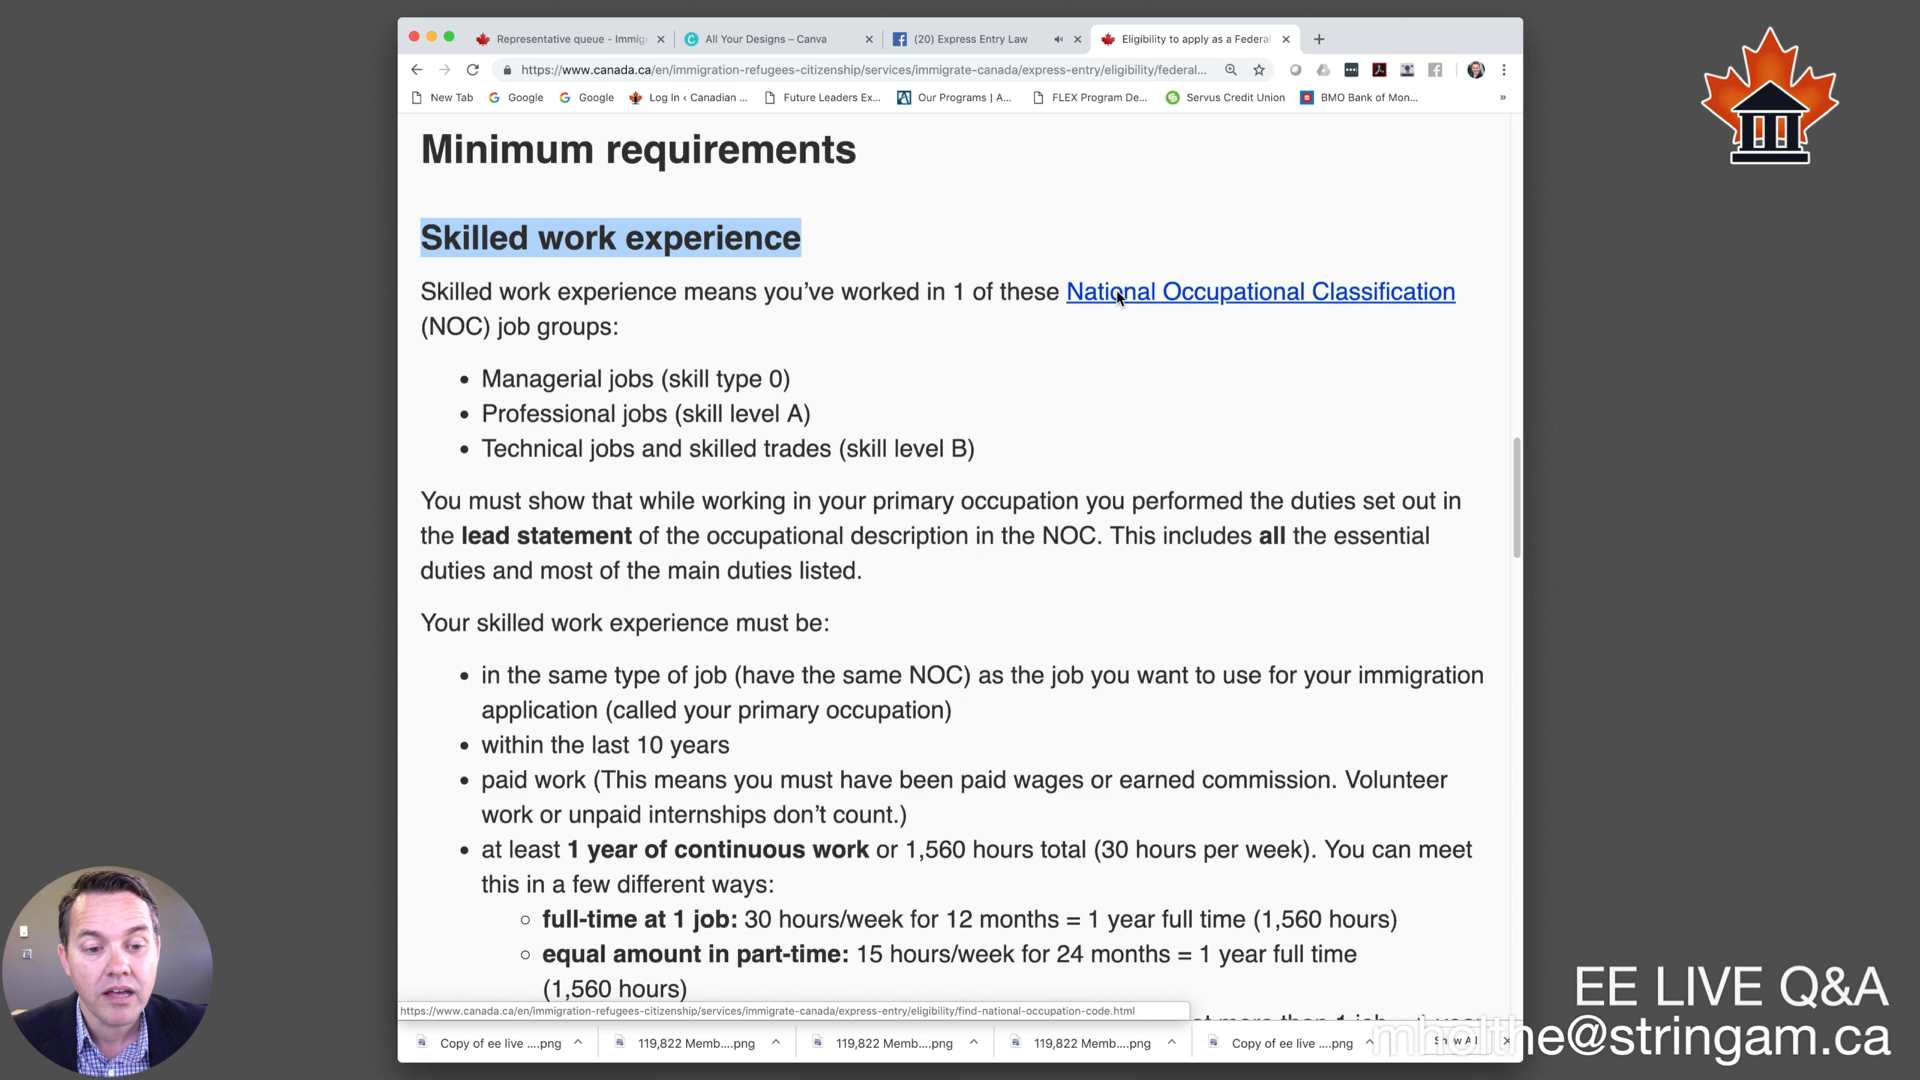 Representative queue - Immig
All Your Designs – Canva
(20) Express Entry Law
Eligibility to apply as a Federal
https://www.canada.ca/en/immigration-refugees-citizenship/services/immigrate-canada/express-entry/eligibility/federal...
New Tab
Google
Google
Log In ‹ Canadian ...
Future Leaders Ex...
Our Programs | A...
FLEX Program De...
Servus Credit Union
BMO Bank of Mon...
»
Minimum requirements
Skilled work experience
Skilled work experience means you’ve worked in 1 of these National Occupational Classification
(NOC) job groups:
• Managerial jobs (skill type 0)
• Professional jobs (skill level A)
• Technical jobs and skilled trades (skill level B)
You must show that while working in your primary occupation you performed the duties set out in
the lead statement of the occupational description in the NOC. This includes all the essential
duties and most of the main duties listed.
Your skilled work experience must be:
• in the same type of job (have the same NOC) as the job you want to use for your immigration
application (called your primary occupation)
• within the last 10 years
• paid work (This means you must have been paid wages or earned commission. Volunteer
work or unpaid internships don’t count.)
• at least 1 year of continuous work or 1,560 hours total (30 hours per week). You can meet
this in a few different ways:
full-time at 1 job: 30 hours/week for 12 months = 1 year full time (1,560 hours)
equal amount in part-time: 15 hours/week for 24 months = 1 year full time
(1,560 hours)
https://www.canada.ca/en/immigration-refugees-citizenship/services/immigrate-canada/express-entry/eligibility/find-national-occupation-code.html
more than 1 job
Copy of ee live ....png
119,822 Memb....png
119,822 Memb....png
119,822 Memb....png
Copy of ee live ....png
Show All
EE LIVE Q&A
mholthe@stringam.ca